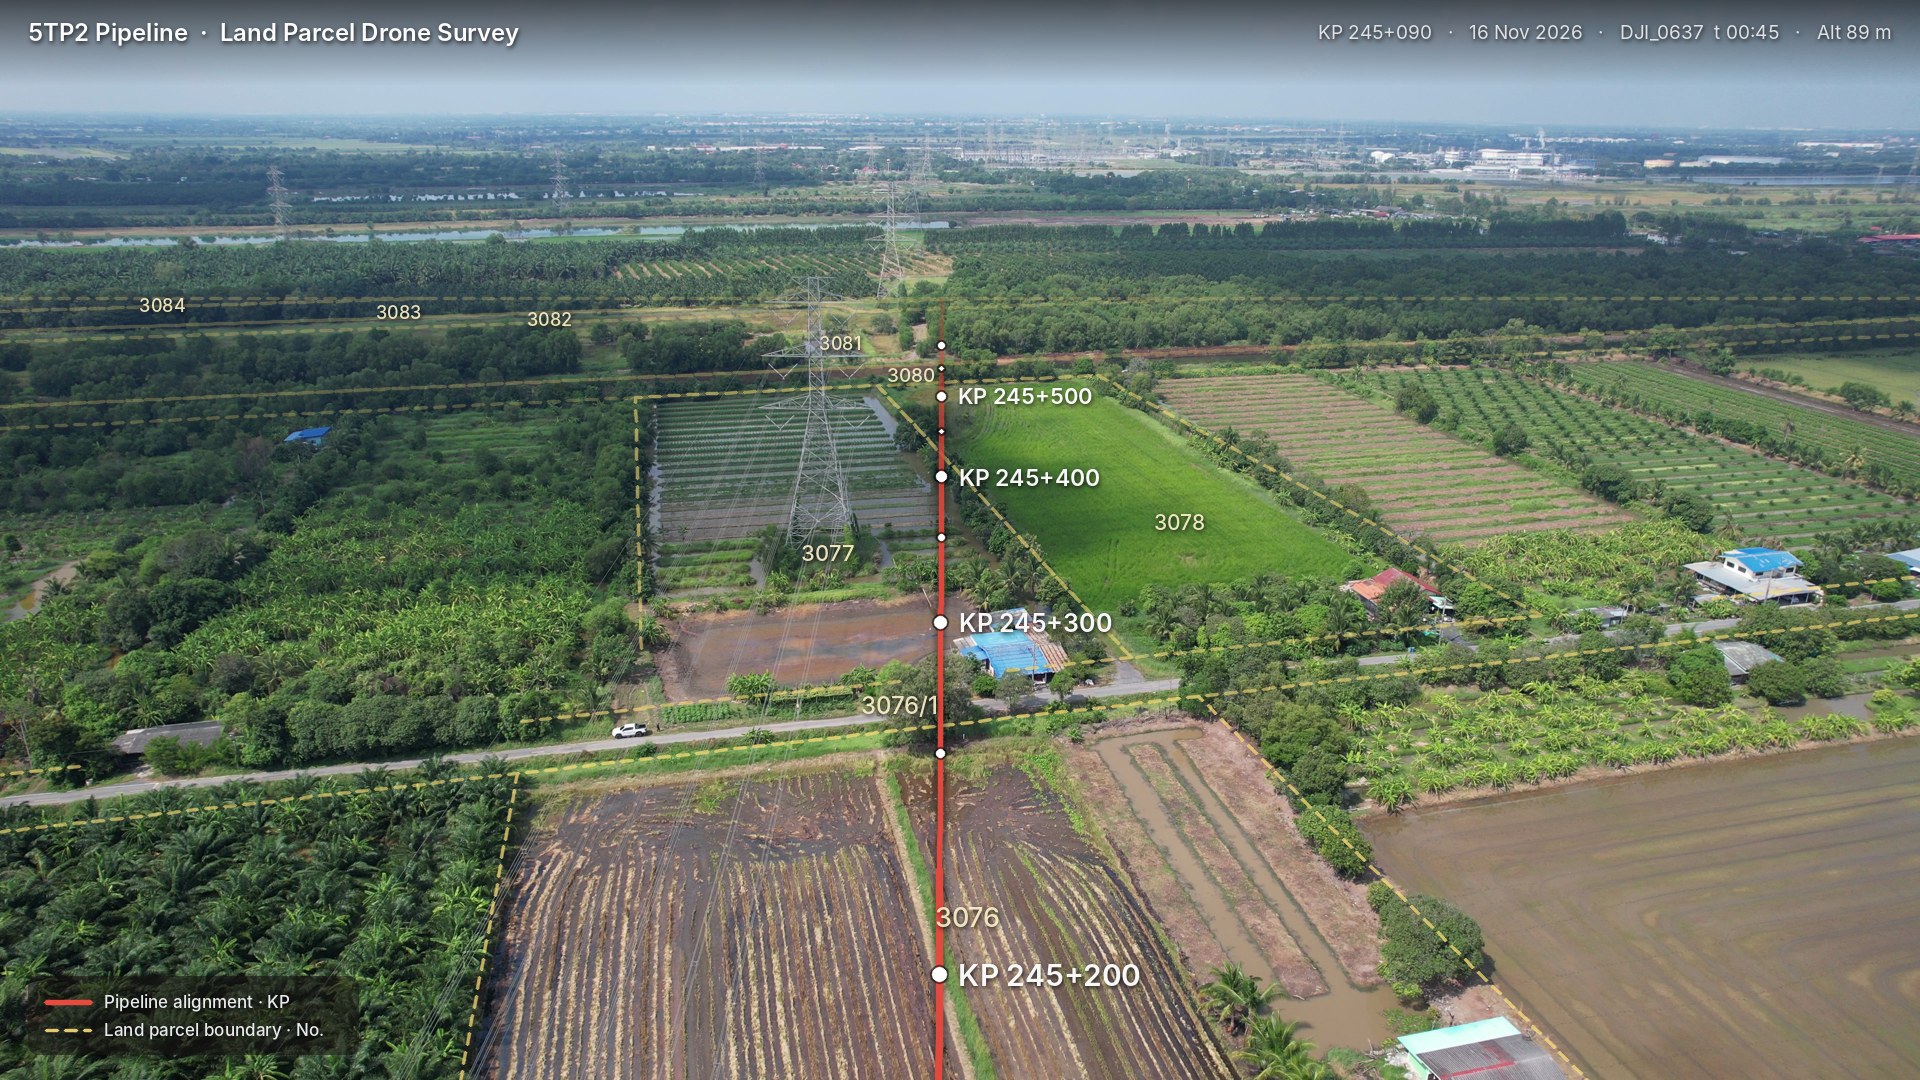 5TP2 Pipeline · Land Parcel Drone Survey
KP 245+090 · 16 Nov 2026 · DJI_0637 t 00:45 · Alt 89 m
3084
3083
3082
3081
3080
KP 245+500
KP 245+400
3078
3077
KP 245+300
3076/1
3076
KP 245+200
Pipeline alignment · KP
Land parcel boundary · No.